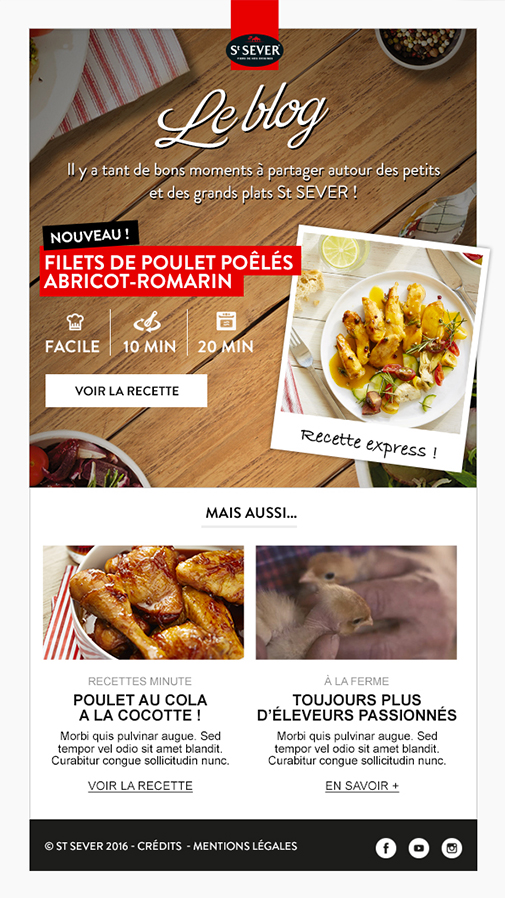 St SEVER
Le blog
Il y a tant de bons moments à partager autour des petits
et des grands plats St SEVER !
NOUVEAU !
FILETS DE POULET POÊLÉS
ABRICOT-ROMARIN
FACILE
10 MIN
20 MIN
VOIR LA RECETTE
Recette express !
MAIS AUSSI...
RECETTES MINUTE
POULET AU COLA
A LA COCOTTE !
Morbi quis pulvinar augue. Sed
tempor vel odio sit amet blandit.
Curabitur congue sollicitudin nunc.
VOIR LA RECETTE
À LA FERME
TOUJOURS PLUS
D'ÉLEVEURS PASSIONNÉS
Morbi quis pulvinar augue. Sed
tempor vel odio sit amet blandit.
Curabitur congue sollicitudin nunc.
EN SAVOIR +
© ST SEVER 2016 - CRÉDITS - MENTIONS LÉGALES